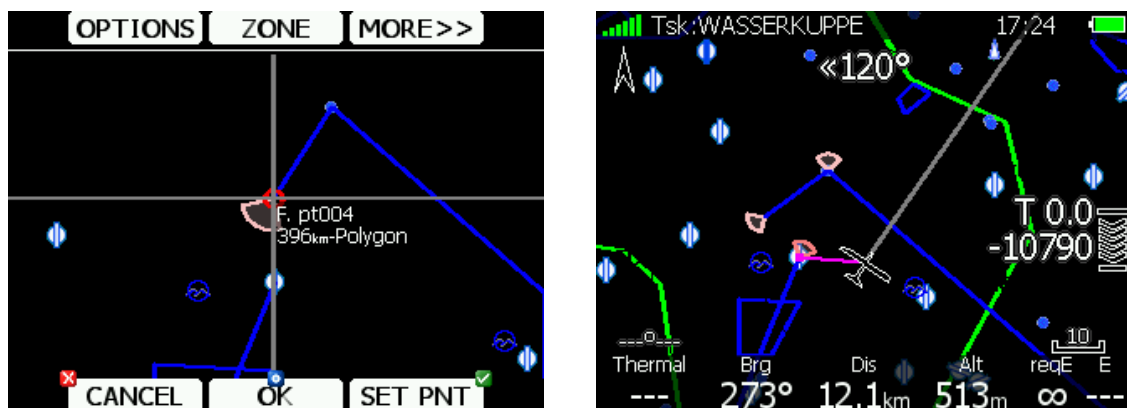 OPTIONS ZONE MORE>>
F. pt004
396km-Polygon
CANCEL OK SET PNT
Tsk:WASSERKUPPE 17:24
«120°
T 0.0
-10790
10
Thermal Brg Dis Alt reqE E
--- 273° 12.1km 513m ∞ ---